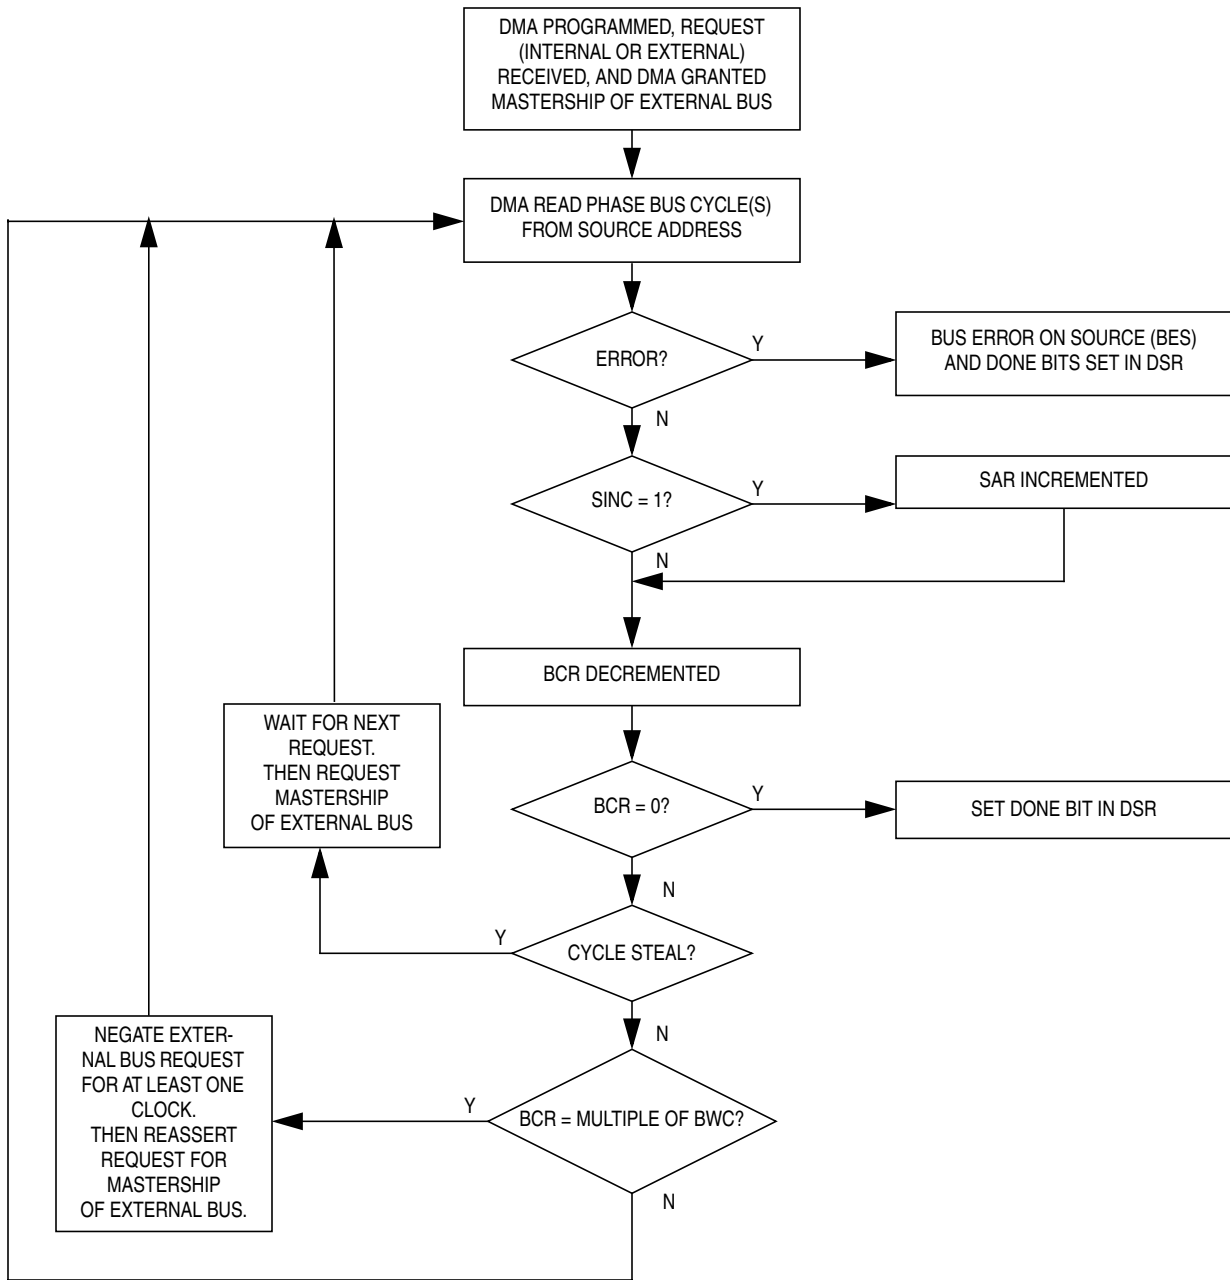 DMA PROGRAMMED, REQUEST
(INTERNAL OR EXTERNAL)
RECEIVED, AND DMA GRANTED
MASTERSHIP OF EXTERNAL BUS
DMA READ PHASE BUS CYCLE(S)
FROM SOURCE ADDRESS
ERROR?
Y
BUS ERROR ON SOURCE (BES)
AND DONE BITS SET IN DSR
N
SINC = 1?
Y
SAR INCREMENTED
N
BCR DECREMENTED
WAIT FOR NEXT
REQUEST.
THEN REQUEST
MASTERSHIP
OF EXTERNAL BUS
BCR = 0?
Y
SET DONE BIT IN DSR
N
Y
CYCLE STEAL?
N
NEGATE EXTER-
NAL BUS REQUEST
FOR AT LEAST ONE
CLOCK.
THEN REASSERT
REQUEST FOR
MASTERSHIP
OF EXTERNAL BUS.
Y
BCR = MULTIPLE OF BWC?
N